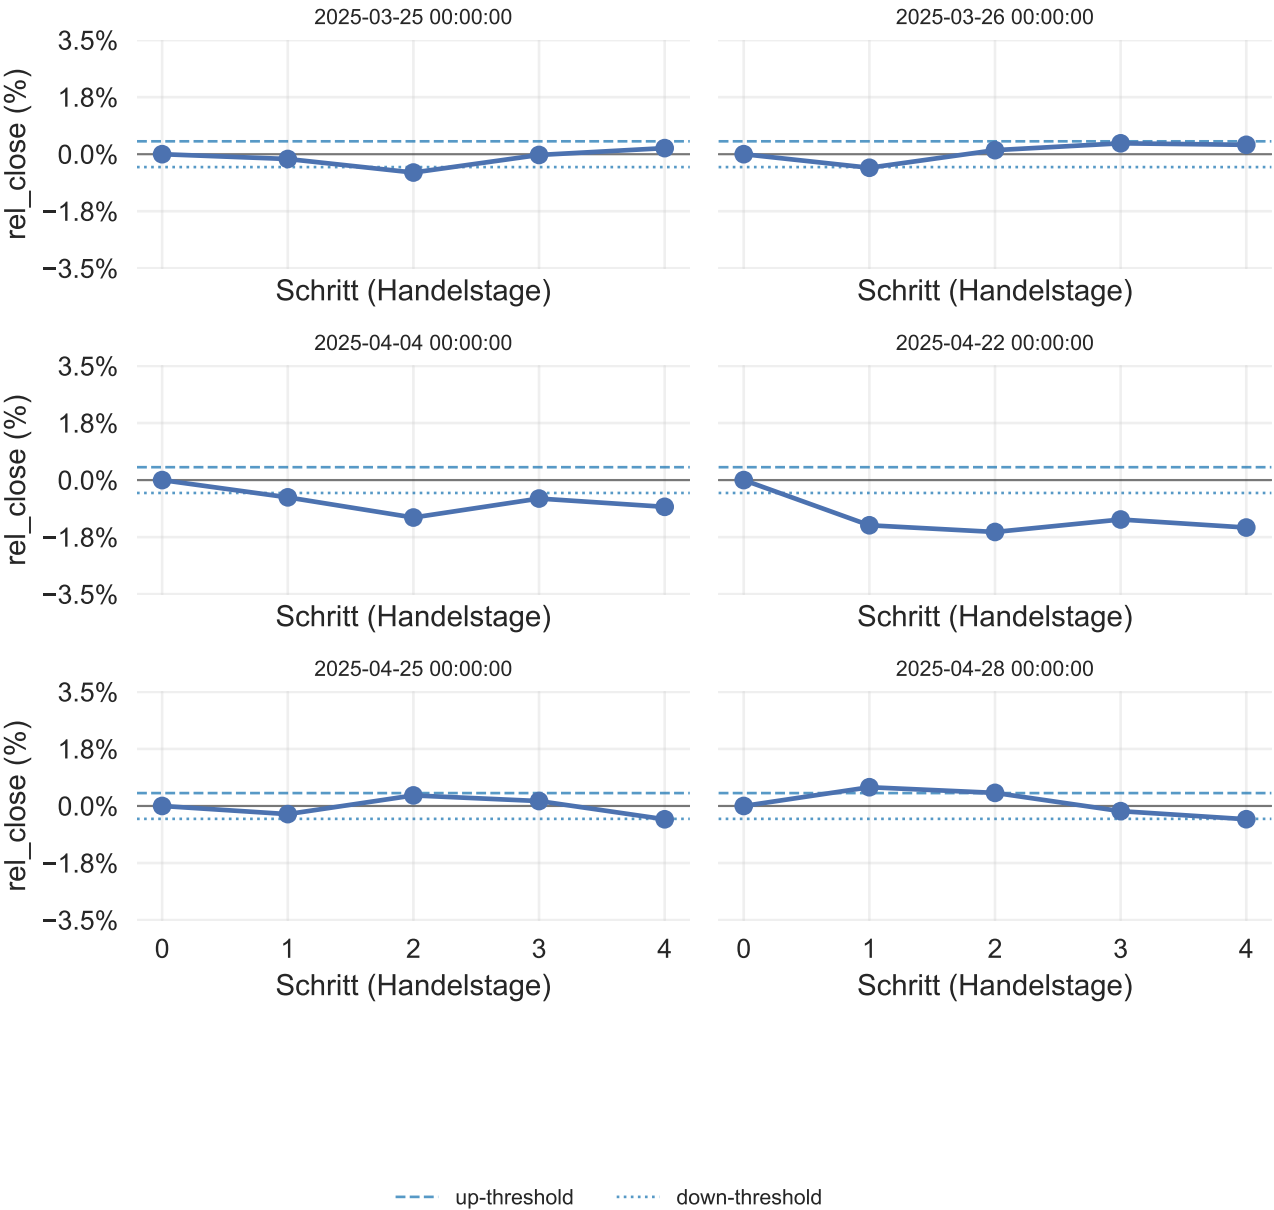 2025-03-25 00:00:00
2025-03-26 00:00:00
3.5%
1.8%
0.0%
−1.8%
−3.5%
rel_close (%)
Schritt (Handelstage)
Schritt (Handelstage)
2025-04-04 00:00:00
2025-04-22 00:00:00
3.5%
1.8%
0.0%
−1.8%
−3.5%
rel_close (%)
Schritt (Handelstage)
Schritt (Handelstage)
2025-04-25 00:00:00
2025-04-28 00:00:00
3.5%
1.8%
0.0%
−1.8%
−3.5%
rel_close (%)
0 1 2 3 4
0 1 2 3 4
Schritt (Handelstage)
Schritt (Handelstage)
up-threshold
down-threshold